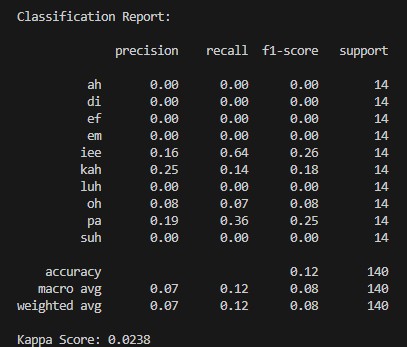 Classification Report:
precision recall f1-score support
ah 0.00 0.00 0.00 14
di 0.00 0.00 0.00 14
ef 0.00 0.00 0.00 14
em 0.00 0.00 0.00 14
iee 0.16 0.64 0.26 14
kah 0.25 0.14 0.18 14
luh 0.00 0.00 0.00 14
oh 0.08 0.07 0.08 14
pa 0.19 0.36 0.25 14
suh 0.00 0.00 0.00 14
accuracy 0.12 140
macro avg 0.07 0.12 0.08 140
weighted avg 0.07 0.12 0.08 140
Kappa Score: 0.0238